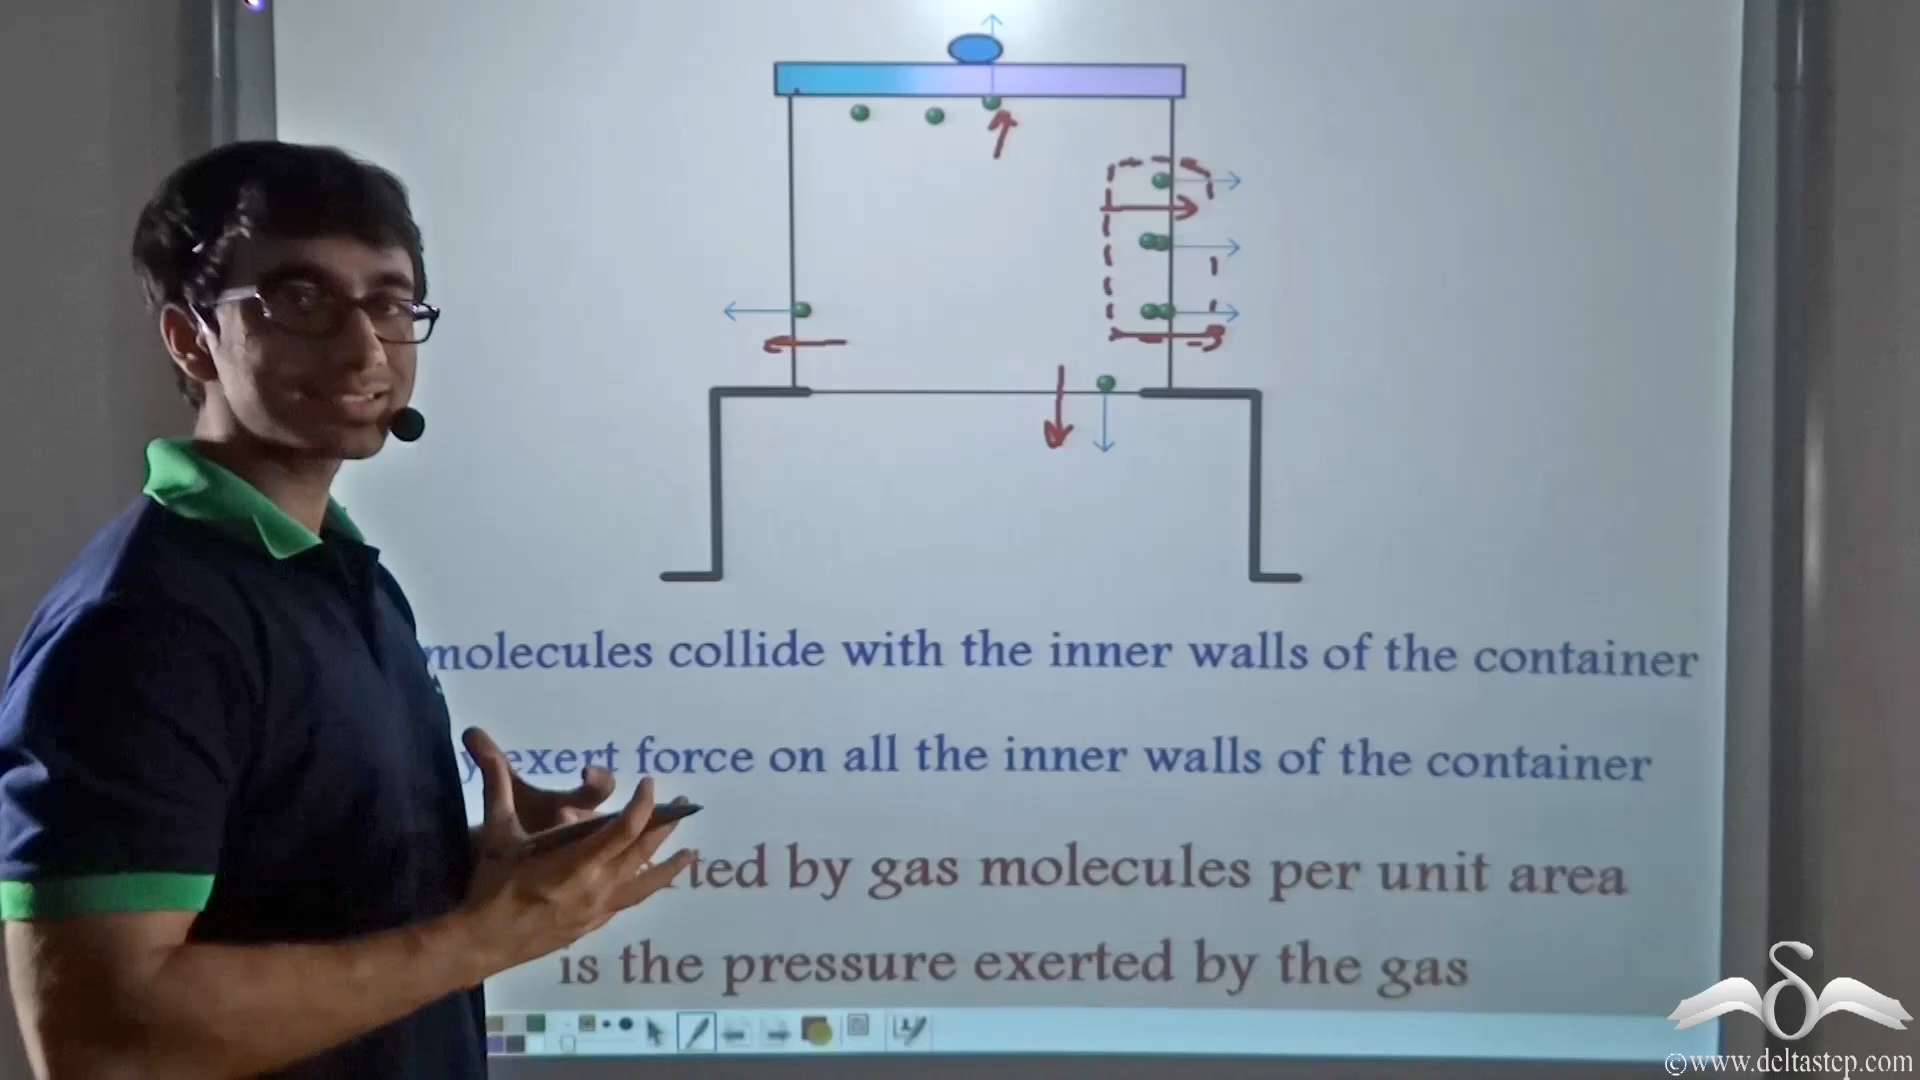 molecules collide with the inner walls of the container
exert force on all the inner walls of the container
by gas molecules per unit area
is the pressure exerted by the gas
©www.deltastep.com